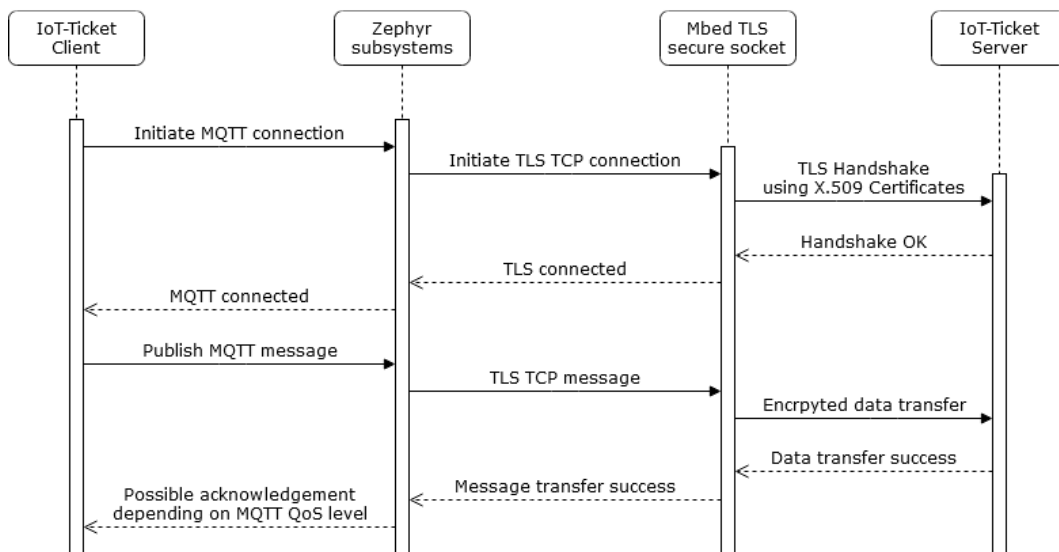 IoT-Ticket
Client
Zephyr
subsystems
Mbed TLS
secure socket
IoT-Ticket
Server
Initiate MQTT connection
Initiate TLS TCP connection
TLS Handshake
using X.509 Certificates
Handshake OK
TLS connected
MQTT connected
Publish MQTT message
TLS TCP message
Encrpyted data transfer
Data transfer success
Message transfer success
Possible acknowledgement
depending on MQTT QoS level